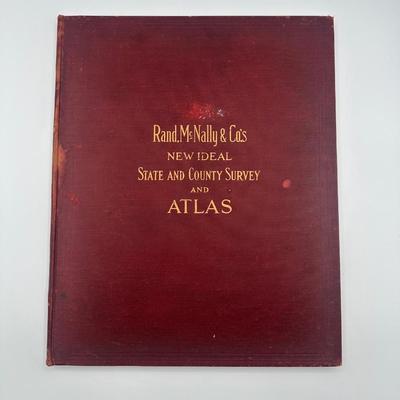 Rand, McNally & Co.'s
NEW IDEAL
STATE AND COUNTY SURVEY
AND
ATLAS